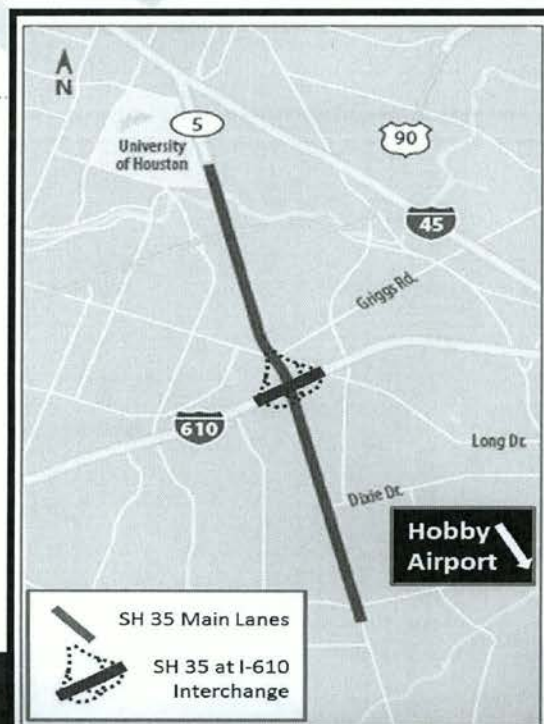 N
5
University
of Houston
90
45
Griggs Rd.
610
Long Dr.
Dixie Dr.
Hobby
Airport
SH 35 Main Lanes
SH 35 at I-610
Interchange